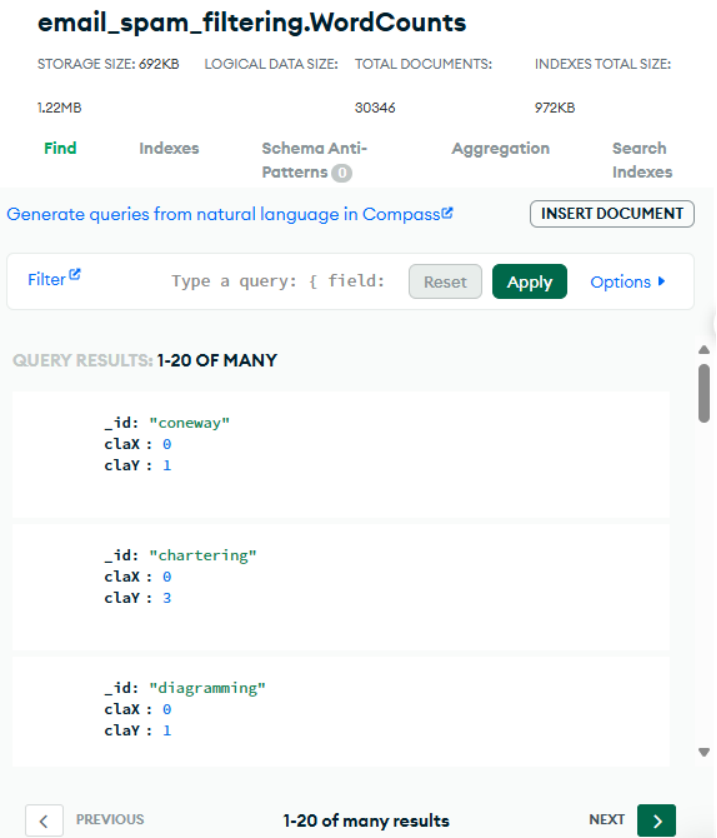 email_spam_filtering.WordCounts
STORAGE SIZE: 692KB LOGICAL DATA SIZE: TOTAL DOCUMENTS: INDEXES TOTAL SIZE:
1.22MB 30346 972KB
Find Indexes Schema Anti- Aggregation Search
Patterns 0 Indexes
Generate queries from natural language in Compass INSERT DOCUMENT
Filter Type a query: { field: Reset Apply Options
QUERY RESULTS: 1-20 OF MANY
_id: "coneway"
claX : 0
claY : 1
_id: "chartering"
claX : 0
claY : 3
_id: "diagramming"
claX : 0
claY : 1
PREVIOUS 1-20 of many results NEXT